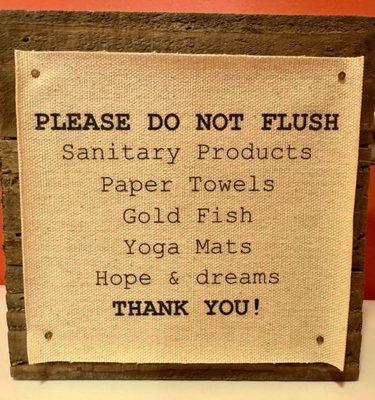 PLEASE DO NOT FLUSH
Sanitary Products
Paper Towels
Gold Fish
Yoga Mats
Hope & dreams
THANK YOU!